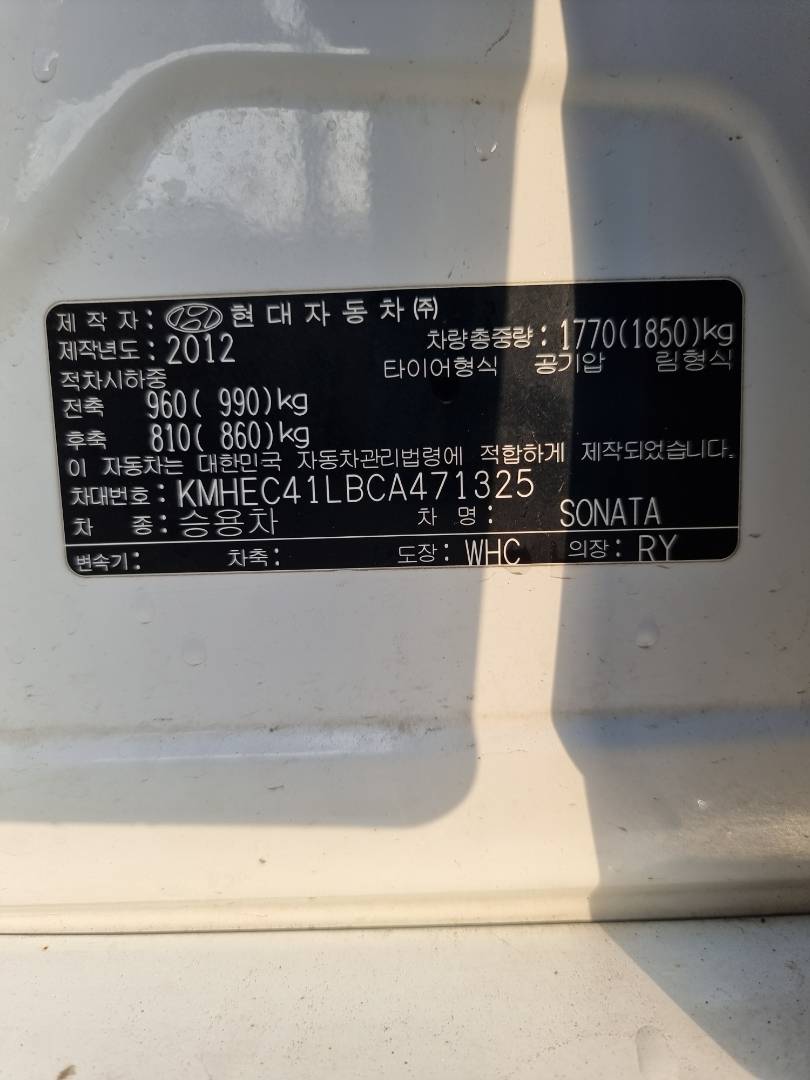 제 작 자 : 현 대 자 동 차 ㈜
제작년도 : 2012 차량총중량 : 1770(1850)kg
적차시하중 타이어형식 공기압 림형식
전축 960( 990)kg
후축 810( 860)kg
이 자동차는 대한민국 자동차관리법령에 적합하게 제작되었습니다.
차대번호 : KMHEC41LBCA471325
차 종 : 승용차 차 명 : SONATA
변속기 : 차축 : 도장 : WHC 의장 : RY